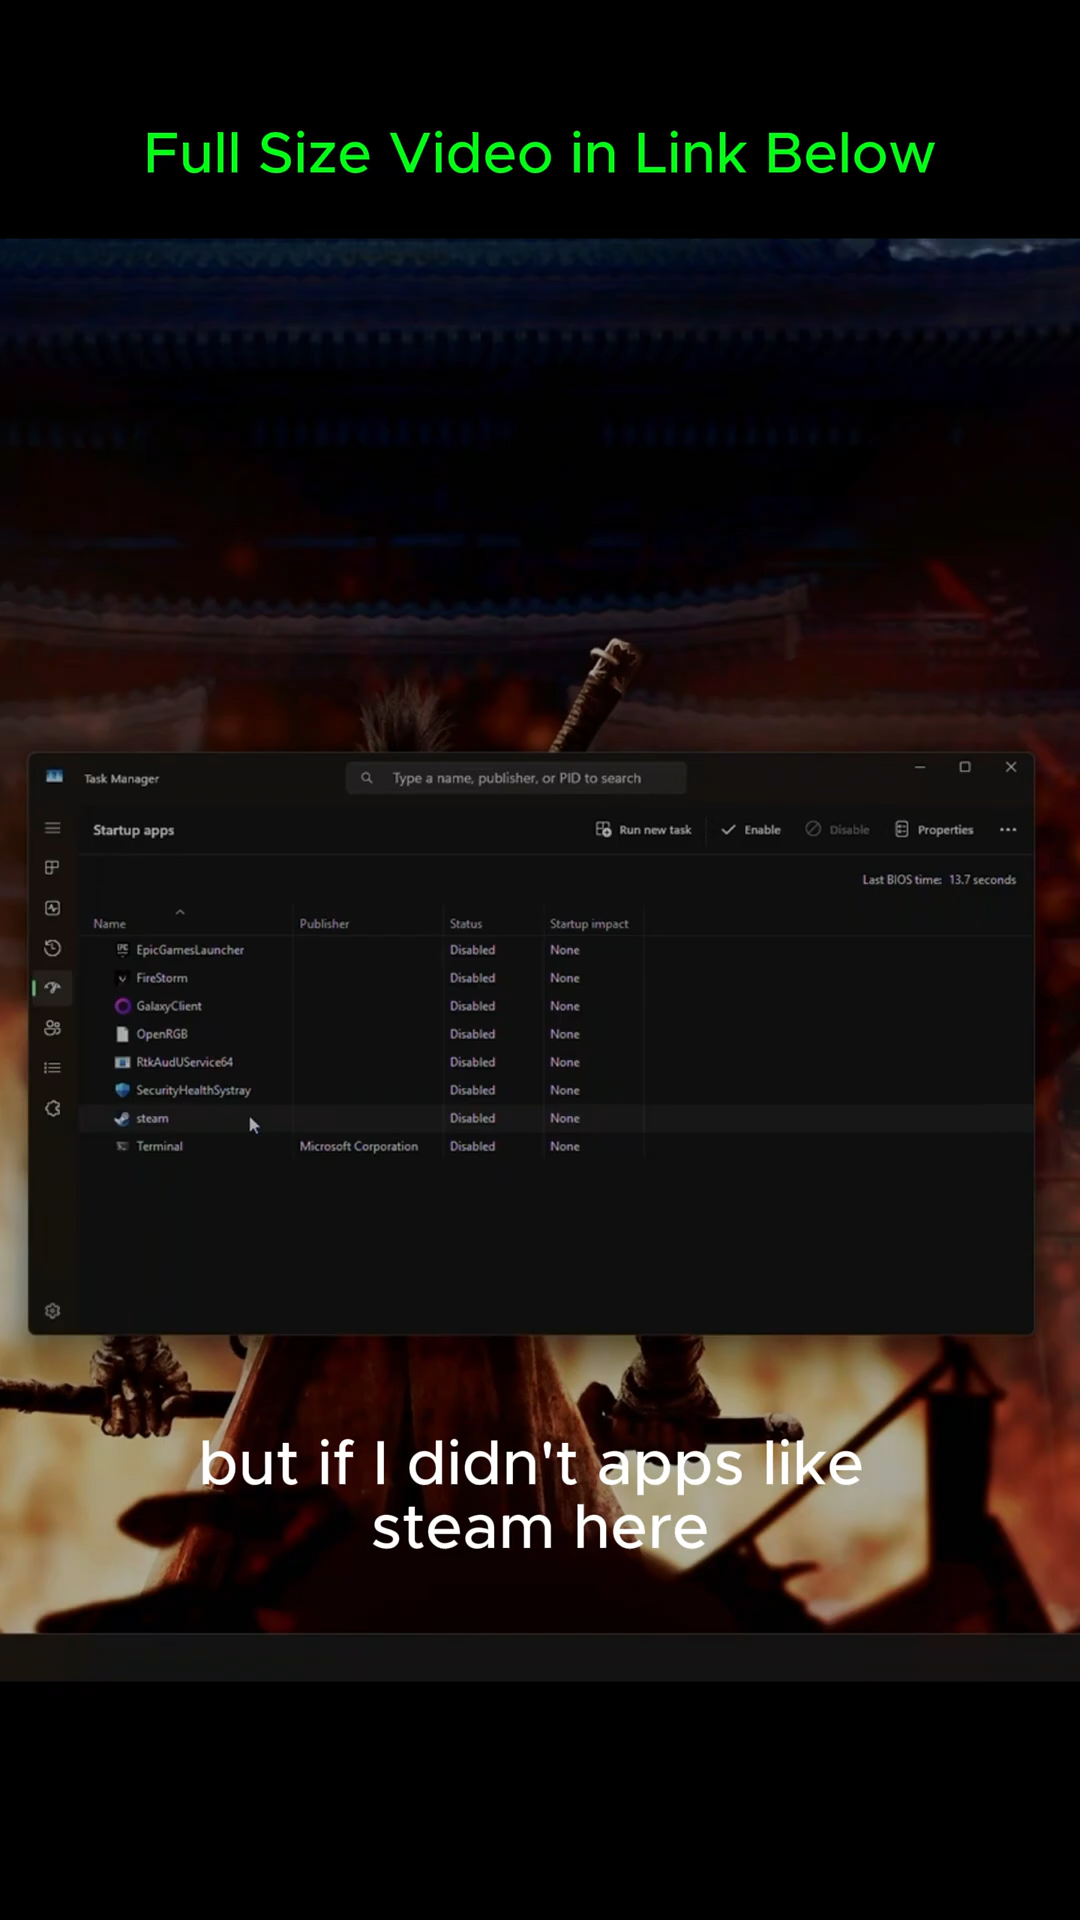 Full Size Video in Link Below
Task Manager
Type a name, publisher, or PID to search
Startup apps
Run new task
Enable
Disable
Properties
Last BIOS time: 13.7 seconds
Name Publisher Status Startup impact
EpicGamesLauncher Disabled None
FireStorm Disabled None
GalaxyClient Disabled None
OpenRGB Disabled None
RtkAudUService64 Disabled None
SecurityHealthSystray Disabled None
steam Disabled None
Terminal Microsoft Corporation Disabled None
but if I didn't apps like
steam here